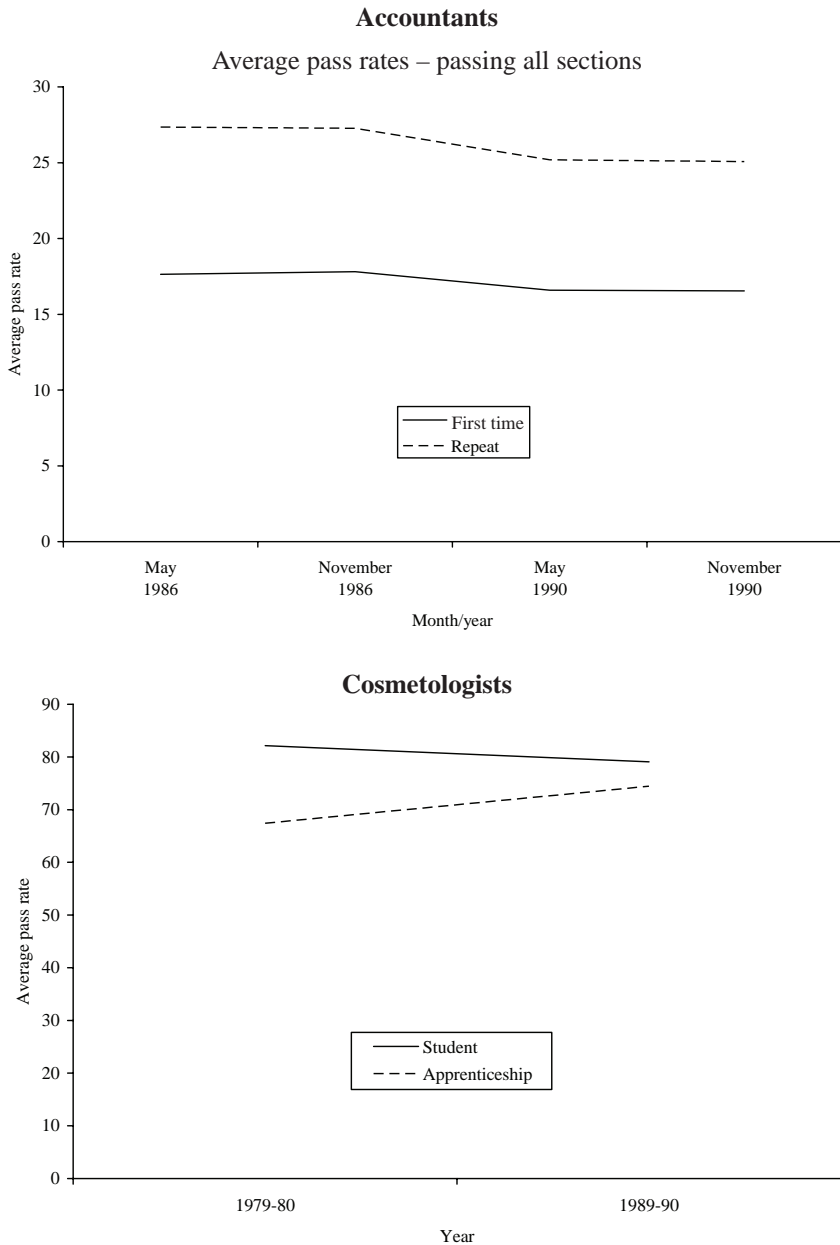 Accountants
Average pass rates – passing all sections
30
25
20
15
10
5
0
Average pass rate
First time
Repeat
May
1986
November
1986
May
1990
November
1990
Month/year
Cosmetologists
90
80
70
60
50
40
30
20
10
0
Average pass rate
Student
Apprenticeship
1979-80
1989-90
Year